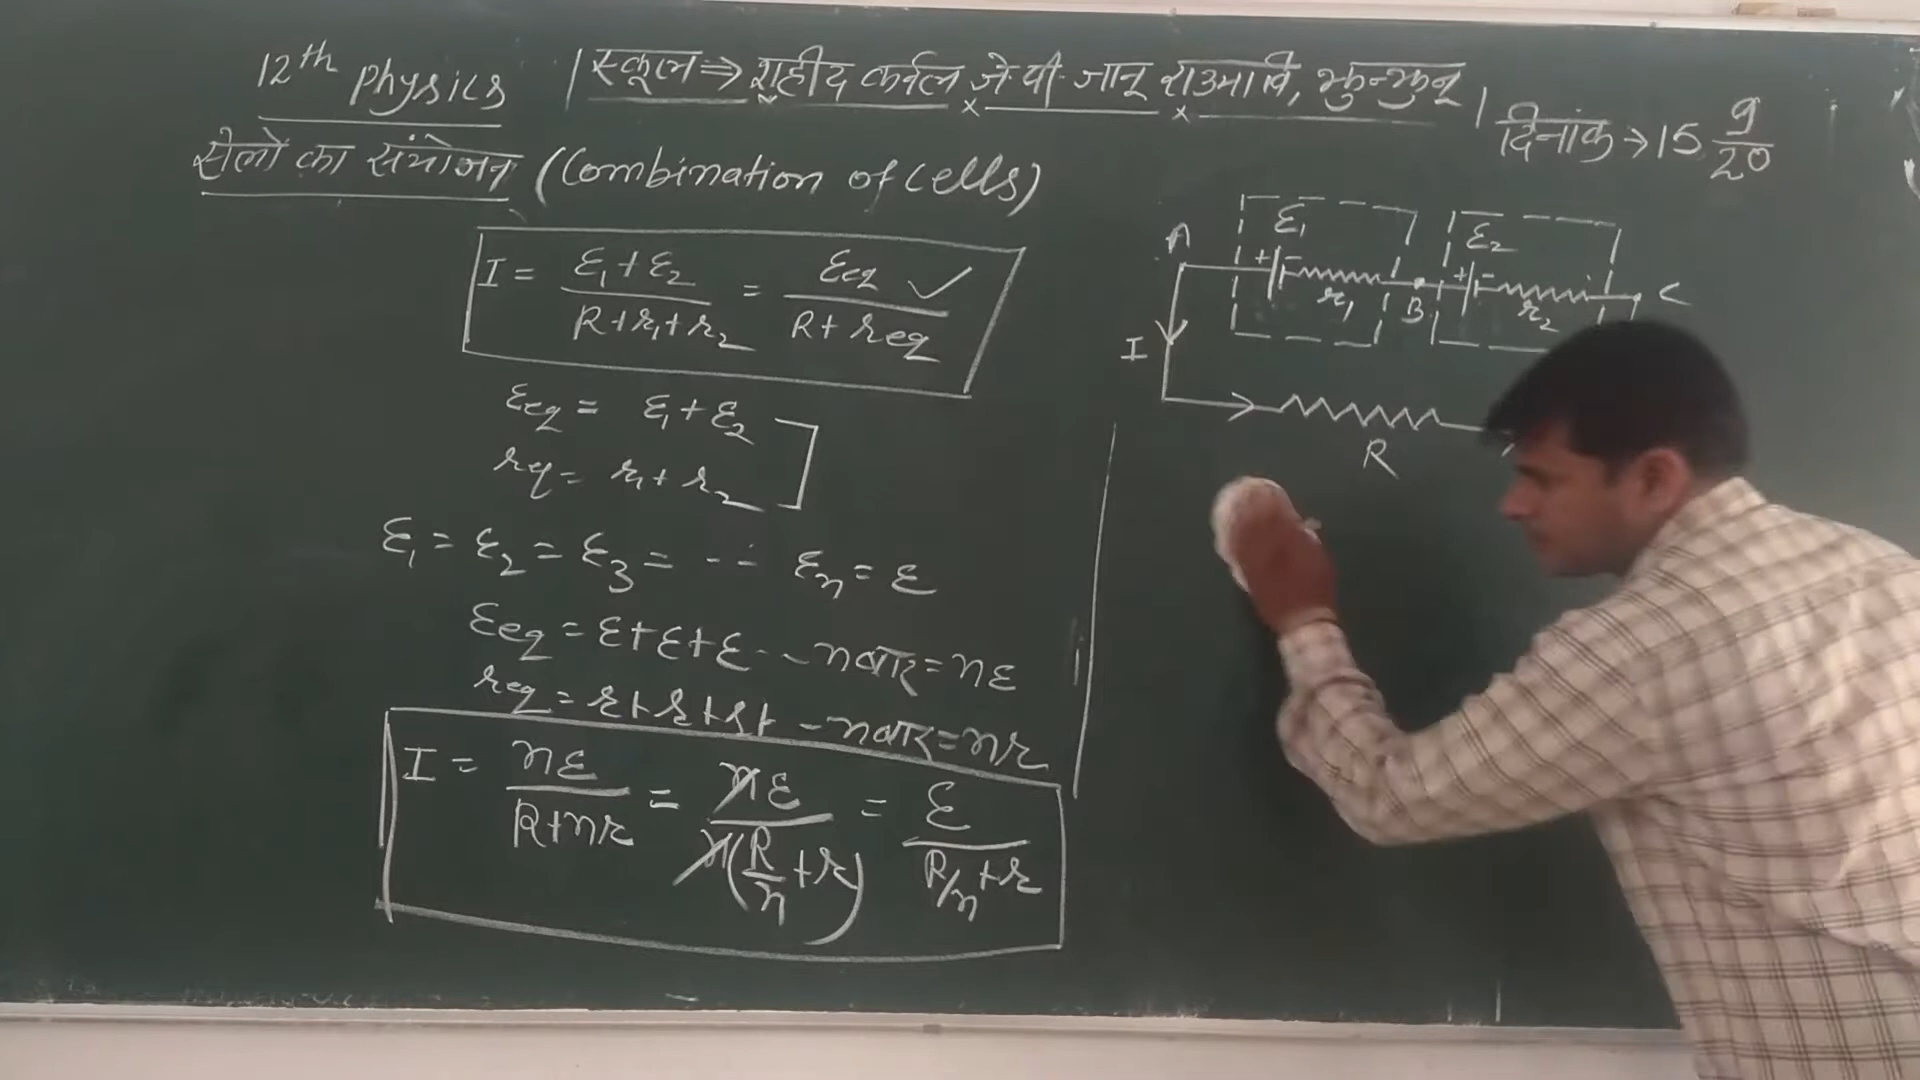 12th Physics
स्कूल ⇒ शहीद कर्नल जे. पी. जानू राउमावि, झुन्झुनू
दिनांक → 15 9/20
सेलों का संयोजन (Combination of Cells)
I = (ε₁ + ε₂)/(R + r₁ + r₂) = εeq/(R + req) ✓
εeq = ε₁ + ε₂
req = r₁ + r₂
ε₁ = ε₂ = ε₃ = ---- εn = ε
εeq = ε + ε + ε -- n बार = nε
req = r + r + r + - n बार = nr
I = nε/(R + nr) = nε/(n(R/n + r)) = ε/(R/n + r)
ε₁ ε₂
A + - + - C
r₁ B r₂
I
R